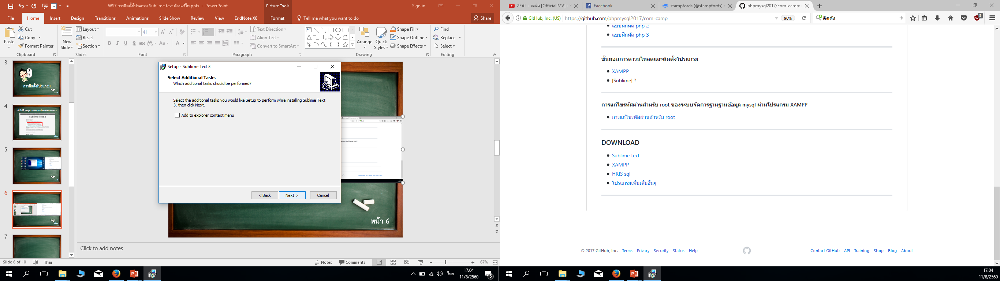 WS7 การติดตั้งโปรแกรม Sublime text ต้องแก้ไข.pptx - PowerPoint
Picture Tools
Sign in
File Home Insert Design Transitions Animations Slide Show Review View EndNote X8 Format Tell me what you want to do
Share
Paste
Cut
Copy
Format Painter
Clipboard
New Slide
Layout
Reset
Section
Slides
41
Font
Text Direction
Align Text
Convert to SmartArt
Paragraph
Arrange
Quick Styles
Shape Fill
Shape Outline
Shape Effects
Drawing
Find
Replace
Select
Editing
3
การติดตั้งโปรแกรม
4
เข้าไปที่ https://www.sublimetext.com/3
Sublime Text 3
5
6
7
Setup - Sublime Text 3
Select Additional Tasks
Which additional tasks should be performed?
Select the additional tasks you would like Setup to perform while installing Sublime Text
3, then click Next.
Add to explorer context menu
< Back Next > Cancel
หน้า 6
Click to add notes
Slide 6 of 10 Thai Notes Comments 67%
ไทย
17:04
11/8/2560
5
ZEAL - เตลิด [Official MV] -
Facebook
stampfords (@stampfords)
phpmysql2017/com-camp:
GitHub, Inc. (US) https://github.com/phpmysql2017/com-camp 90% คิดดัง
3
แบบฝึกหัด php 2
แบบฝึกหัด php 3
ขั้นตอนการดาวน์โหลดและติดตั้งโปรแกรม
XAMPP
[Sublime] ?
การแก้ไขรหัสผ่านสำหรับ root ของระบบจัดการฐานฐานข้อมูล mysql ผ่านโปรแกรม XAMPP
การแก้ไขรหัสผ่านสำหรับ root
DOWNLOAD
Sublime text
XAMPP
HRIS sql
โปรแกรมเพิ่มเติมอื่นๆ
© 2017 GitHub, Inc. Terms Privacy Security Status Help
Contact GitHub API Training Shop Blog About
17:04
11/8/2560